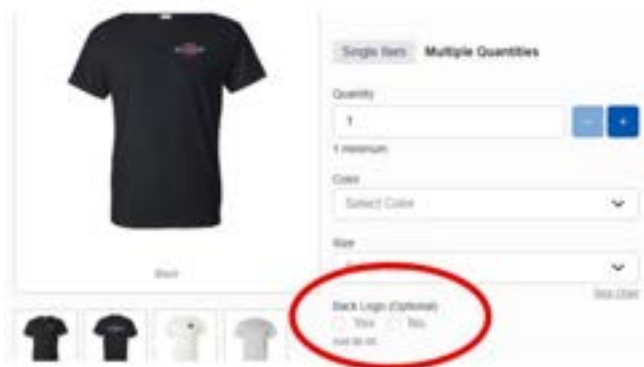 Single Item Multiple Quantities
Quantity
1
- +
1 minimum
Color
Select Color
Size
Black
Size Chart
Back Logo (Optional)
Yes No